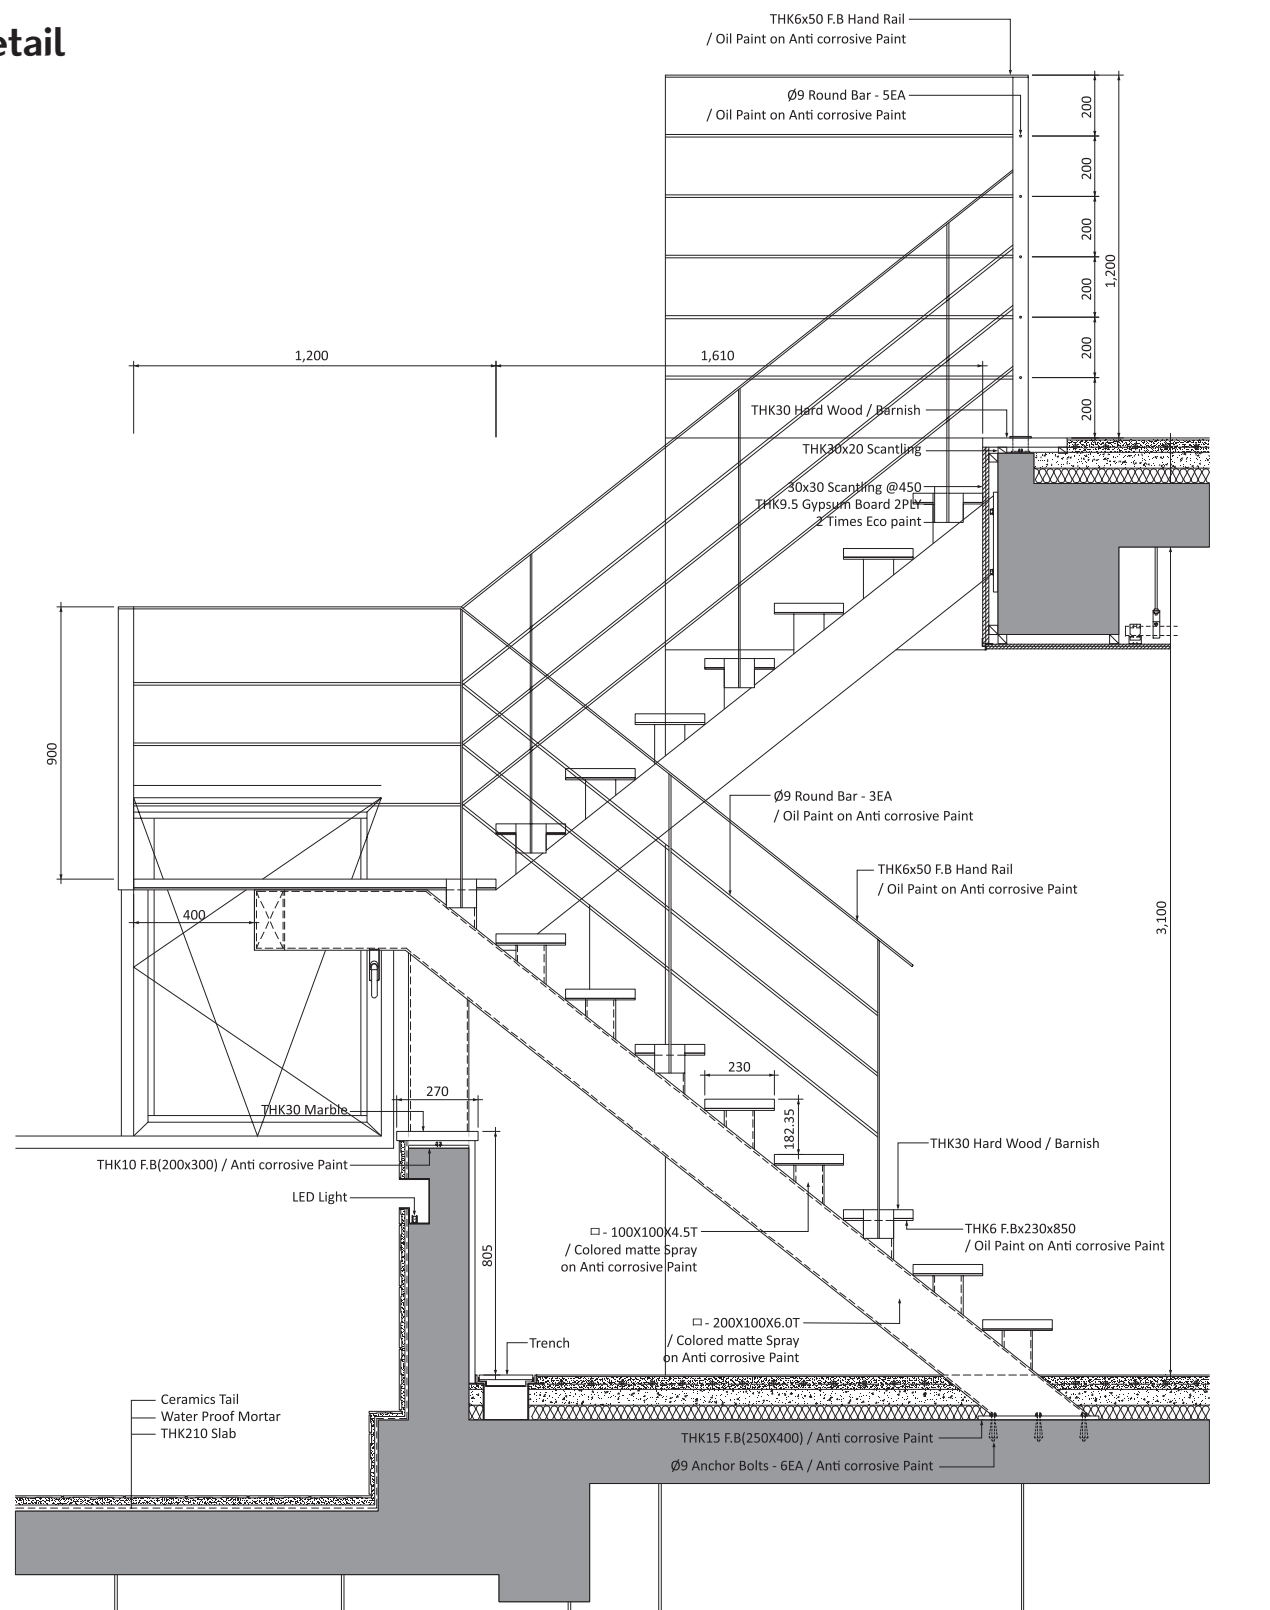 etail
THK6x50 F.B Hand Rail
/ Oil Paint on Anti corrosive Paint
Ø9 Round Bar - 5EA
/ Oil Paint on Anti corrosive Paint
200
200
200
200
200
200
1,200
1,200
1,610
THK30 Hard Wood / Barnish
THK30x20 Scantling
30x30 Scantling @450
THK9.5 Gypsum Board 2PLY
2 Times Eco paint
900
400
Ø9 Round Bar - 3EA
/ Oil Paint on Anti corrosive Paint
THK6x50 F.B Hand Rail
/ Oil Paint on Anti corrosive Paint
3,100
230
182.35
270
THK30 Marble
THK10 F.B(200x300) / Anti corrosive Paint
LED Light
805
THK30 Hard Wood / Barnish
THK6 F.Bx230x850
/ Oil Paint on Anti corrosive Paint
□ - 100X100X4.5T
/ Colored matte Spray
on Anti corrosive Paint
□ - 200X100X6.0T
/ Colored matte Spray
on Anti corrosive Paint
Trench
Ceramics Tail
Water Proof Mortar
THK210 Slab
THK15 F.B(250X400) / Anti corrosive Paint
Ø9 Anchor Bolts - 6EA / Anti corrosive Paint